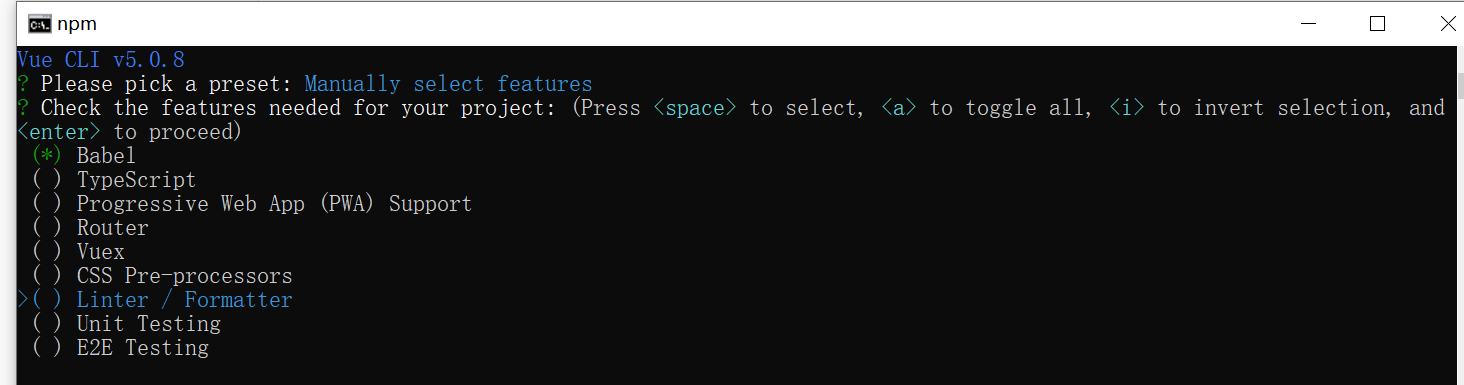 npm
Vue CLI v5.0.8
? Please pick a preset: Manually select features
? Check the features needed for your project: (Press <space> to select, <a> to toggle all, <i> to invert selection, and
<enter> to proceed)
(*) Babel
( ) TypeScript
( ) Progressive Web App (PWA) Support
( ) Router
( ) Vuex
( ) CSS Pre-processors
>( ) Linter / Formatter
( ) Unit Testing
( ) E2E Testing